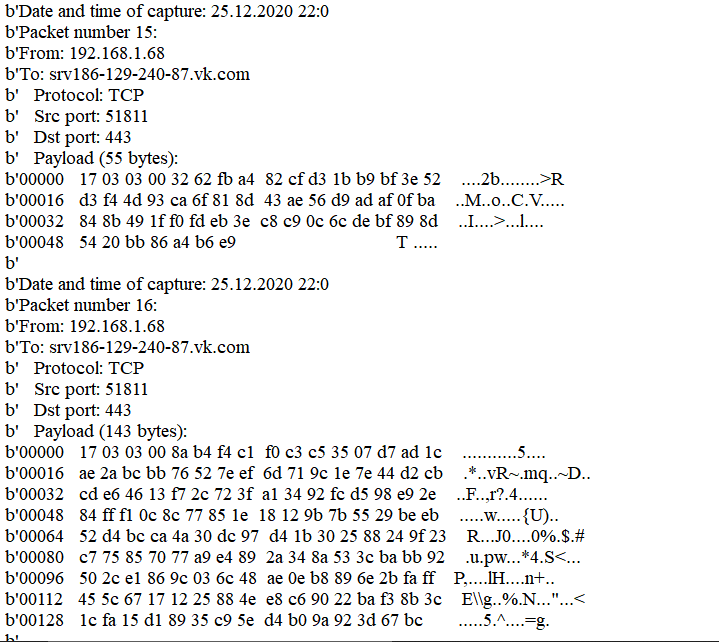 b'Date and time of capture: 25.12.2020 22:0
b'Packet number 15:
b'From: 192.168.1.68
b'To: srv186-129-240-87.vk.com
b'   Protocol: TCP
b'   Src port: 51811
b'   Dst port: 443
b'   Payload (55 bytes):
b'00000   17 03 03 00 32 62 fb a4  82 cf d3 1b b9 bf 3e 52   ....2b........>R
b'00016   d3 f4 4d 93 ca 6f 81 8d  43 ae 56 d9 ad af 0f ba   ..M..o..C.V.....
b'00032   84 8b 49 1f f0 fd eb 3e  c8 c9 0c 6c de bf 89 8d   ..I....>...l....
b'00048   54 20 bb 86 a4 b6 e9   T .....
b'
b'Date and time of capture: 25.12.2020 22:0
b'Packet number 16:
b'From: 192.168.1.68
b'To: srv186-129-240-87.vk.com
b'   Protocol: TCP
b'   Src port: 51811
b'   Dst port: 443
b'   Payload (143 bytes):
b'00000   17 03 03 00 8a b4 f4 c1  f0 c3 c5 35 07 d7 ad 1c   ...........5....
b'00016   ae 2a bc bb 76 52 7e ef  6d 71 9c 1e 7e 44 d2 cb   .*..vR~.mq..~D..
b'00032   cd e6 46 13 f7 2c 72 3f  a1 34 92 fc d5 98 e9 2e   ..F..,r?.4......
b'00048   84 ff f1 0c 8c 77 85 1e  18 12 9b 7b 55 29 be eb   .....w.....{U)..
b'00064   52 d4 bc ca 4a 30 dc 97  d4 1b 30 25 88 24 9f 23   R...J0....0%.$.#
b'00080   c7 75 85 70 77 a9 e4 89  2a 34 8a 53 3c ba bb 92   .u.pw...*4.S<...
b'00096   50 2c e1 86 9c 03 6c 48  ae 0e b8 89 6e 2b fa ff   P,....lH....n+..
b'00112   45 5c 67 17 12 25 88 4e  e8 c6 90 22 ba f3 8b 3c   E\\g..%.N..."...<
b'00128   1c fa 15 d1 89 35 c9 5e  d4 b0 9a 92 3d 67 bc   .....5.^....=g.
b'